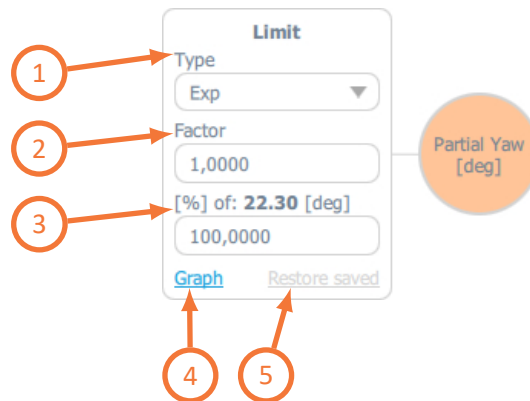 Limit
1
Type
Exp
2
Factor
1,0000
Partial Yaw
[deg]
3
[%] of: 22.30 [deg]
100,0000
Graph
Restore saved
4
5